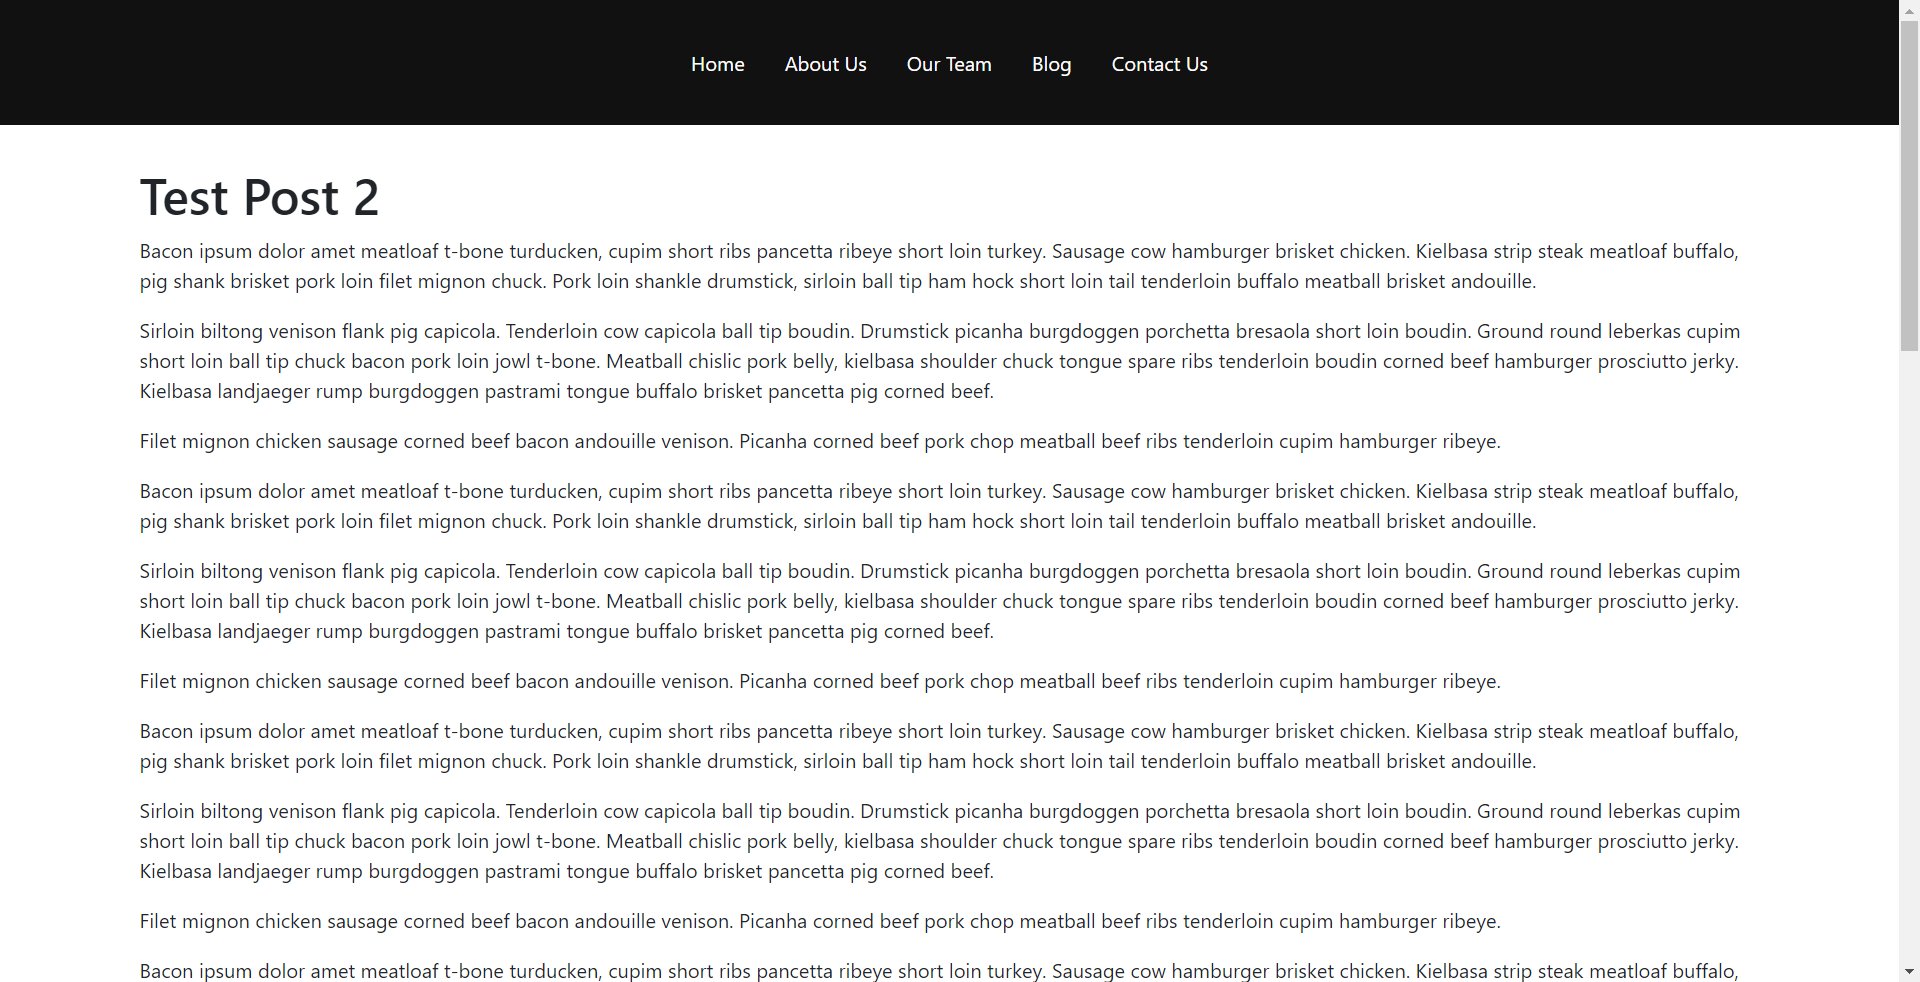 Home About Us Our Team Blog Contact Us
Test Post 2
Bacon ipsum dolor amet meatloaf t-bone turducken, cupim short ribs pancetta ribeye short loin turkey. Sausage cow hamburger brisket chicken. Kielbasa strip steak meatloaf buffalo,
pig shank brisket pork loin filet mignon chuck. Pork loin shankle drumstick, sirloin ball tip ham hock short loin tail tenderloin buffalo meatball brisket andouille.
Sirloin biltong venison flank pig capicola. Tenderloin cow capicola ball tip boudin. Drumstick picanha burgdoggen porchetta bresaola short loin boudin. Ground round leberkas cupim
short loin ball tip chuck bacon pork loin jowl t-bone. Meatball chislic pork belly, kielbasa shoulder chuck tongue spare ribs tenderloin boudin corned beef hamburger prosciutto jerky.
Kielbasa landjaeger rump burgdoggen pastrami tongue buffalo brisket pancetta pig corned beef.
Filet mignon chicken sausage corned beef bacon andouille venison. Picanha corned beef pork chop meatball beef ribs tenderloin cupim hamburger ribeye.
Bacon ipsum dolor amet meatloaf t-bone turducken, cupim short ribs pancetta ribeye short loin turkey. Sausage cow hamburger brisket chicken. Kielbasa strip steak meatloaf buffalo,
pig shank brisket pork loin filet mignon chuck. Pork loin shankle drumstick, sirloin ball tip ham hock short loin tail tenderloin buffalo meatball brisket andouille.
Sirloin biltong venison flank pig capicola. Tenderloin cow capicola ball tip boudin. Drumstick picanha burgdoggen porchetta bresaola short loin boudin. Ground round leberkas cupim
short loin ball tip chuck bacon pork loin jowl t-bone. Meatball chislic pork belly, kielbasa shoulder chuck tongue spare ribs tenderloin boudin corned beef hamburger prosciutto jerky.
Kielbasa landjaeger rump burgdoggen pastrami tongue buffalo brisket pancetta pig corned beef.
Filet mignon chicken sausage corned beef bacon andouille venison. Picanha corned beef pork chop meatball beef ribs tenderloin cupim hamburger ribeye.
Bacon ipsum dolor amet meatloaf t-bone turducken, cupim short ribs pancetta ribeye short loin turkey. Sausage cow hamburger brisket chicken. Kielbasa strip steak meatloaf buffalo,
pig shank brisket pork loin filet mignon chuck. Pork loin shankle drumstick, sirloin ball tip ham hock short loin tail tenderloin buffalo meatball brisket andouille.
Sirloin biltong venison flank pig capicola. Tenderloin cow capicola ball tip boudin. Drumstick picanha burgdoggen porchetta bresaola short loin boudin. Ground round leberkas cupim
short loin ball tip chuck bacon pork loin jowl t-bone. Meatball chislic pork belly, kielbasa shoulder chuck tongue spare ribs tenderloin boudin corned beef hamburger prosciutto jerky.
Kielbasa landjaeger rump burgdoggen pastrami tongue buffalo brisket pancetta pig corned beef.
Filet mignon chicken sausage corned beef bacon andouille venison. Picanha corned beef pork chop meatball beef ribs tenderloin cupim hamburger ribeye.
Bacon ipsum dolor amet meatloaf t-bone turducken, cupim short ribs pancetta ribeye short loin turkey. Sausage cow hamburger brisket chicken. Kielbasa strip steak meatloaf buffalo,